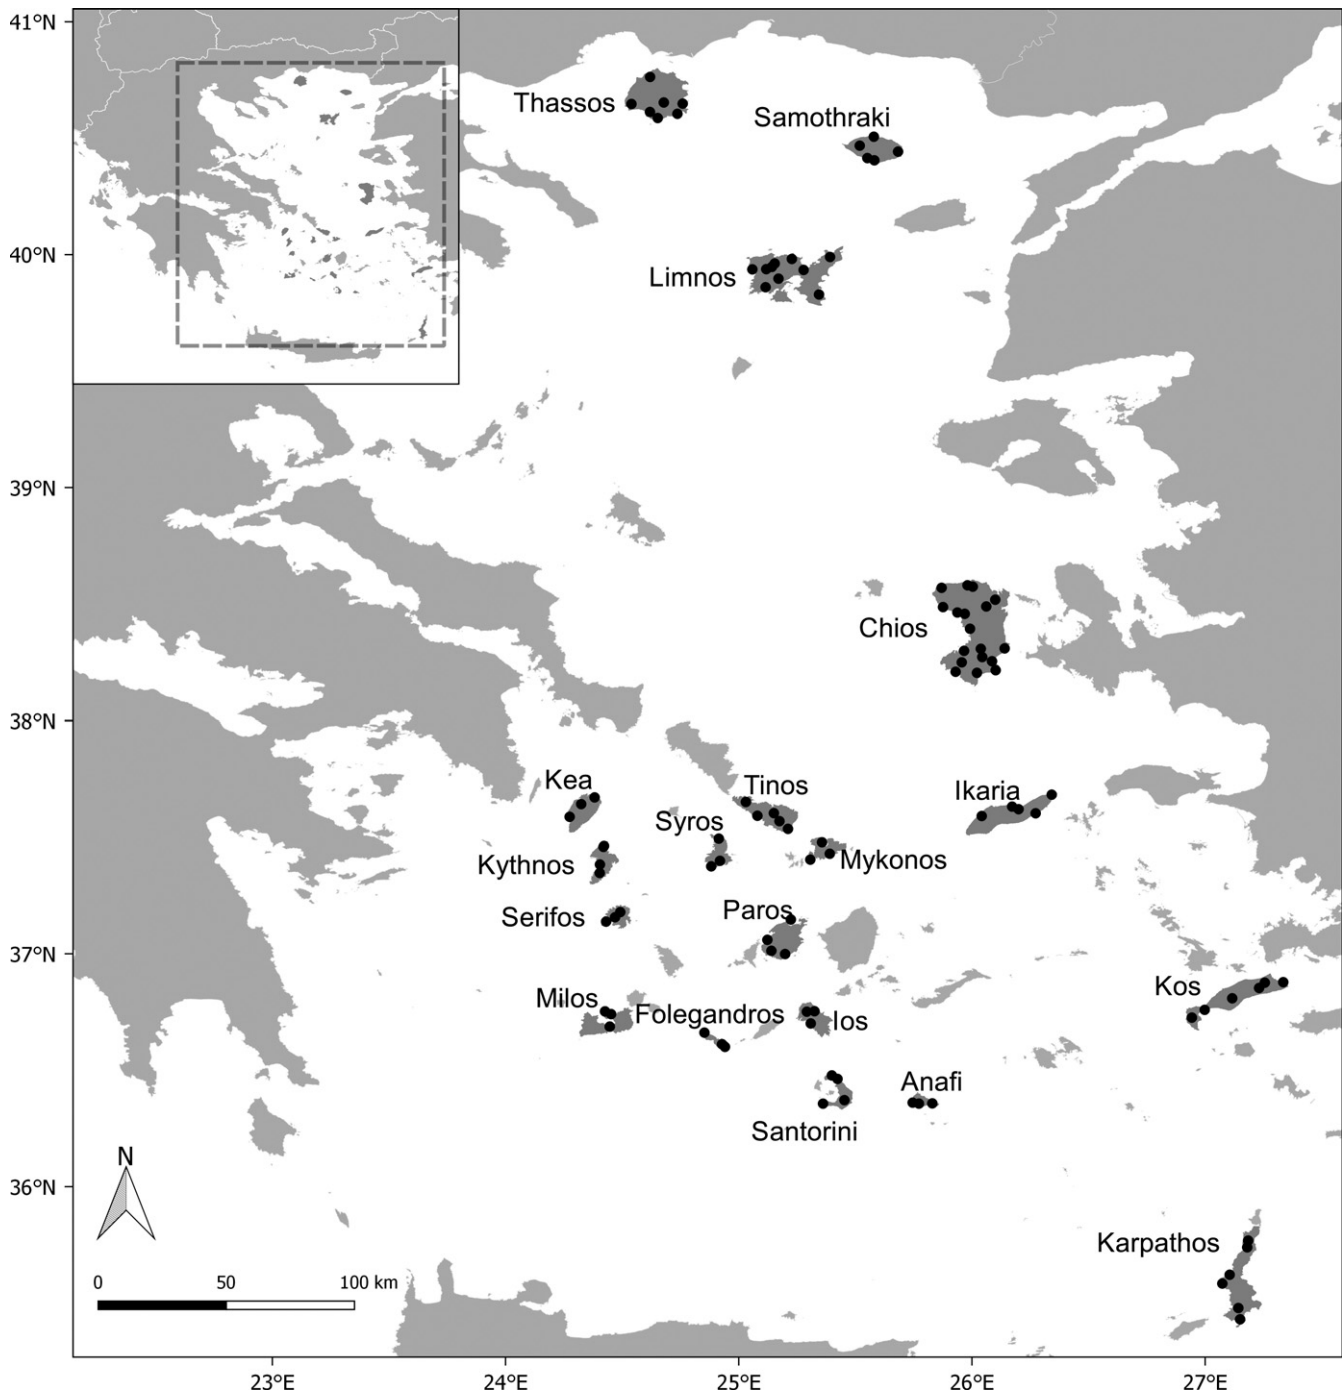 41°N
Thassos
Samothraki
40°N
Limnos
39°N
Chios
38°N
Kea
Tinos
Ikaria
Syros
Kythnos
Mykonos
Serifos
Paros
37°N
Kos
Milos
Folegandros
Ios
Anafi
Santorini
N
36°N
Karpathos
0 50 100 km
23°E 24°E 25°E 26°E 27°E